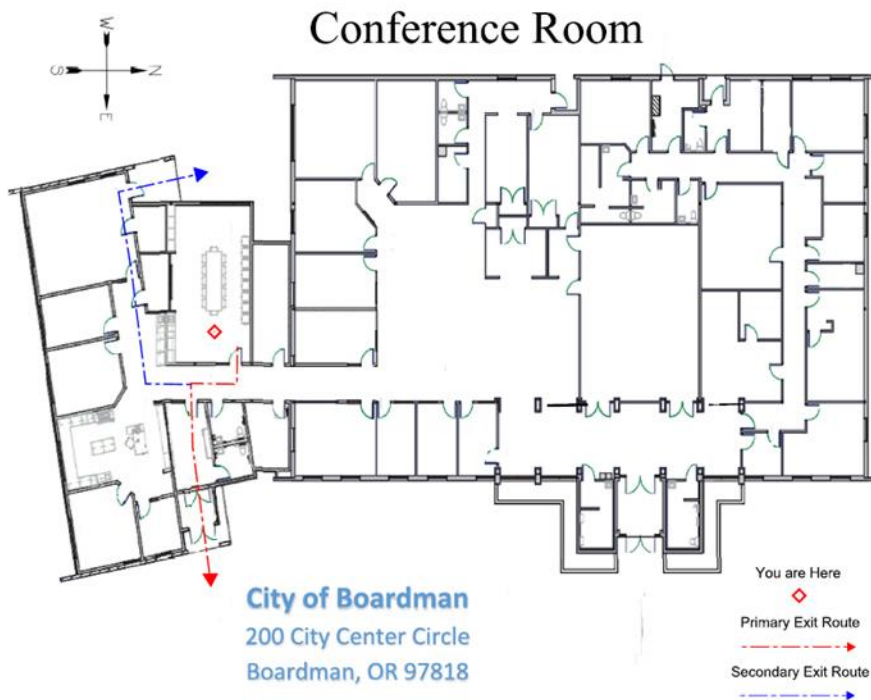 Conference Room
W
S
N
E
City of Boardman
200 City Center Circle
Boardman, OR 97818
You are Here
Primary Exit Route
Secondary Exit Route